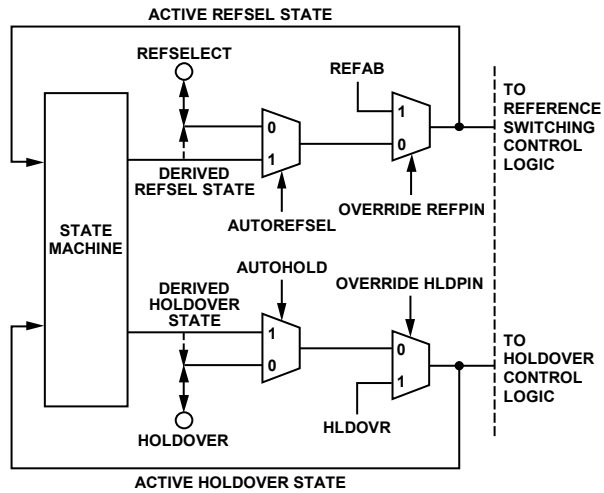 ACTIVE REFSEL STATE
REFSELECT
REFAB
TO
REFERENCE
SWITCHING
CONTROL
LOGIC
1
0
0
1
DERIVED
REFSEL STATE
OVERRIDE REFPIN
AUTOREFSEL
STATE
MACHINE
AUTOHOLD
DERIVED
HOLDOVER
STATE
OVERRIDE HLDPIN
1
0
0
1
TO
HOLDOVER
CONTROL
LOGIC
HLDOVR
HOLDOVER
ACTIVE HOLDOVER STATE